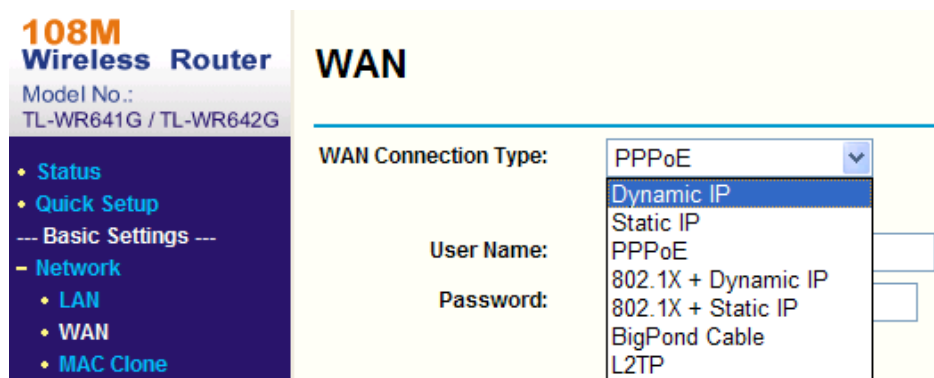 108M
Wireless Router
Model No.:
TL-WR641G / TL-WR642G
• Status
• Quick Setup
--- Basic Settings ---
– Network
• LAN
• WAN
• MAC Clone
WAN
WAN Connection Type: PPPoE
Dynamic IP
Static IP
User Name: PPPoE
802.1X + Dynamic IP
Password: 802.1X + Static IP
BigPond Cable
L2TP